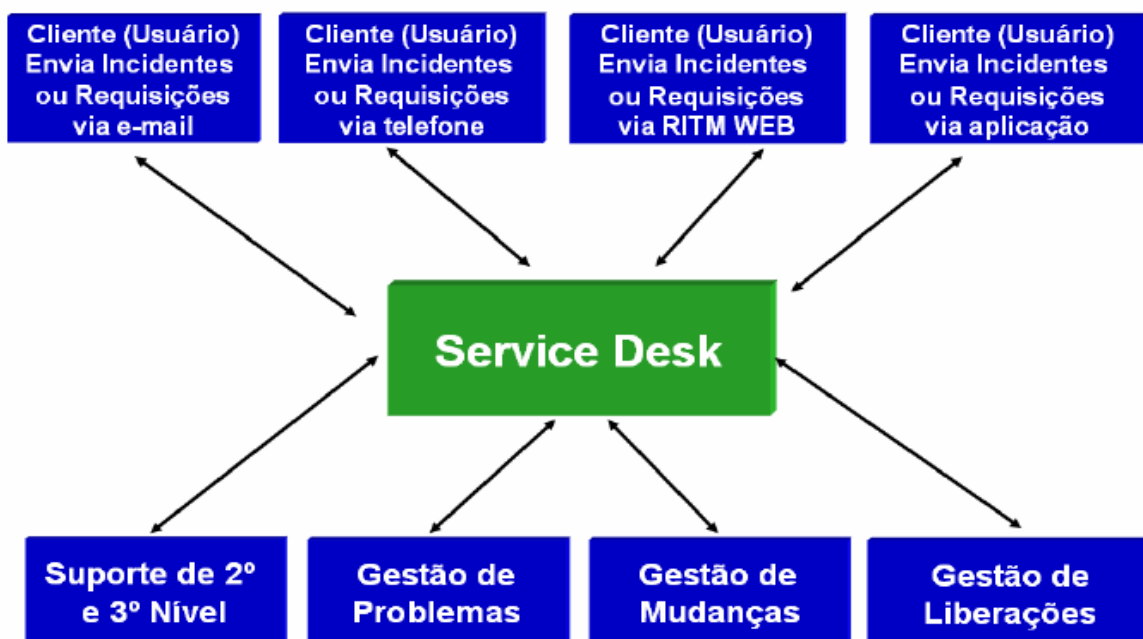 Cliente (Usuário)
Envia Incidentes
ou Requisições
via e-mail
Cliente (Usuário)
Envia Incidentes
ou Requisições
via telefone
Cliente (Usuário)
Envia Incidentes
ou Requisições
via RITM WEB
Cliente (Usuário)
Envia Incidentes
ou Requisições
via aplicação
Service Desk
Suporte de 2º
e 3º Nível
Gestão de
Problemas
Gestão de
Mudanças
Gestão de
Liberações